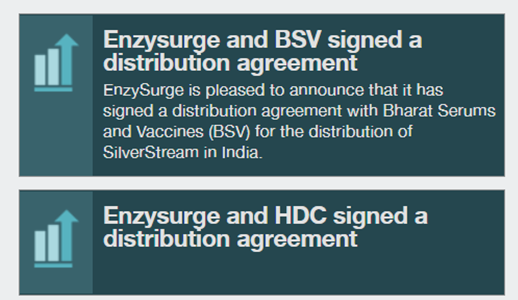 Enzysurge and BSV signed a
distribution agreement
EnzySurge is pleased to announce that it has
signed a distribution agreement with Bharat Serums
and Vaccines (BSV) for the distribution of
SilverStream in India.
Enzysurge and HDC signed a
distribution agreement